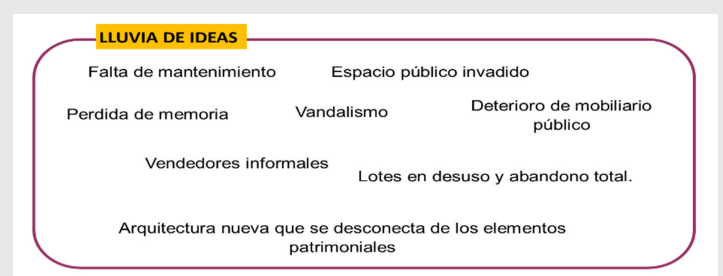 LLUVIA DE IDEAS
Falta de mantenimiento
Espacio público invadido
Perdida de memoria
Vandalismo
Deterioro de mobiliario
público
Vendedores informales
Lotes en desuso y abandono total.
Arquitectura nueva que se desconecta de los elementos
patrimoniales